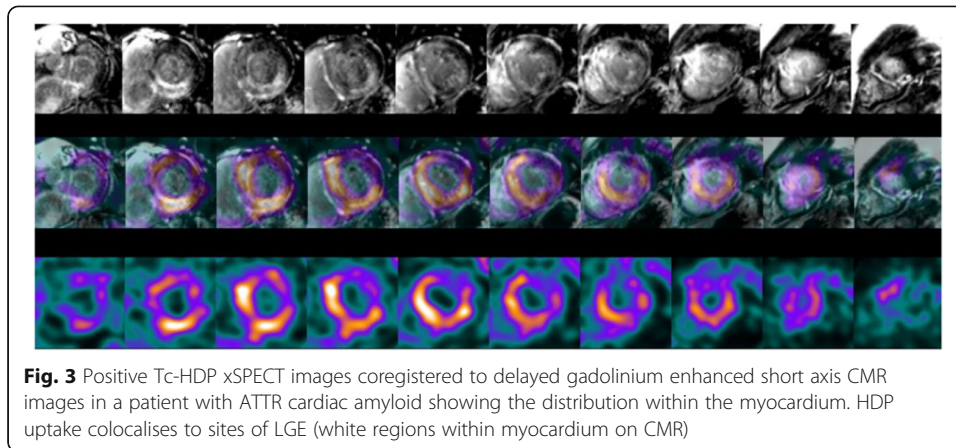 Fig. 3 Positive Tc-HDP xSPECT images coregistered to delayed gadolinium enhanced short axis CMR
images in a patient with ATTR cardiac amyloid showing the distribution within the myocardium. HDP
uptake colocalises to sites of LGE (white regions within myocardium on CMR)